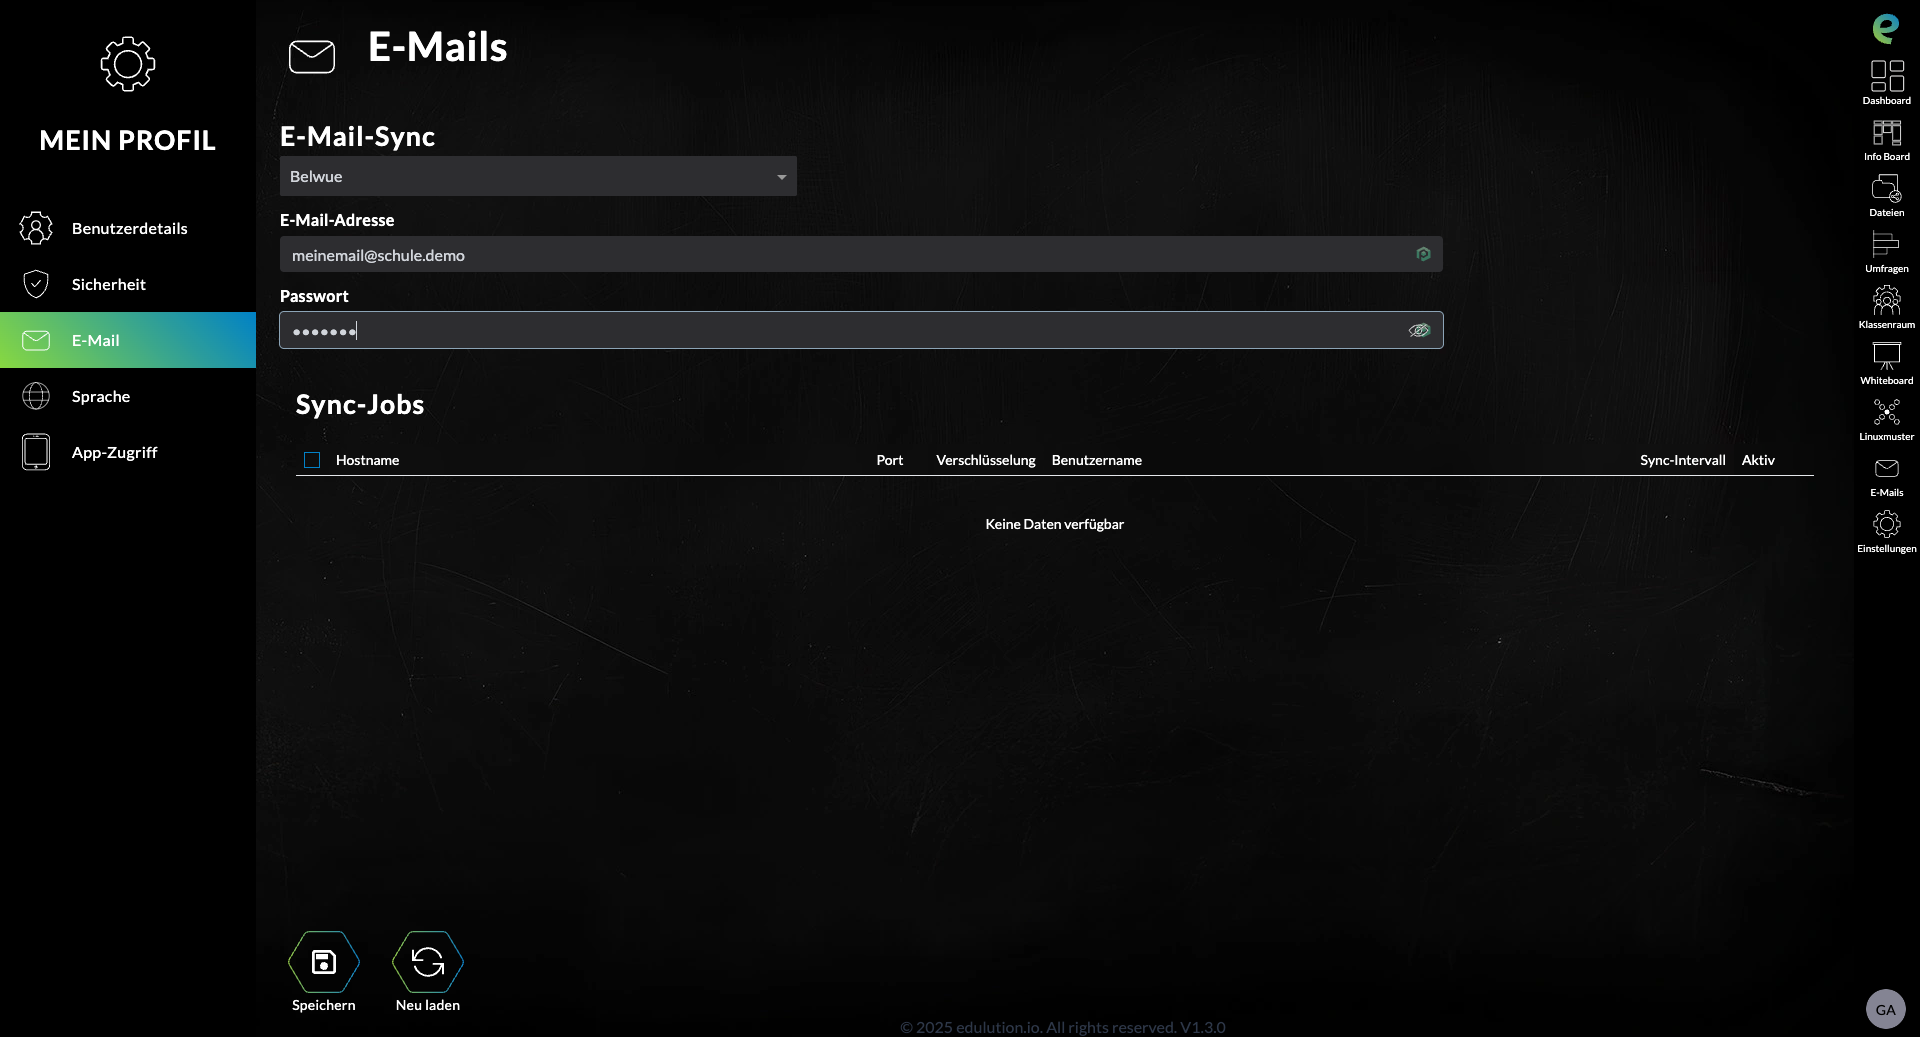 MEIN PROFIL
Benutzerdetails
Sicherheit
E-Mail
Sprache
App-Zugriff
E-Mails
E-Mail-Sync
Belwue
E-Mail-Adresse
meinemail@schule.demo
Passwort
•••••••
Sync-Jobs
Hostname Port Verschlüsselung Benutzername Sync-Intervall Aktiv
Keine Daten verfügbar
Speichern Neu laden
© 2025 edulution.io. All rights reserved. V1.3.0
e
Dashboard
Info Board
Dateien
Umfragen
Klassenraum
Whiteboard
Linuxmuster
E-Mails
Einstellungen
GA